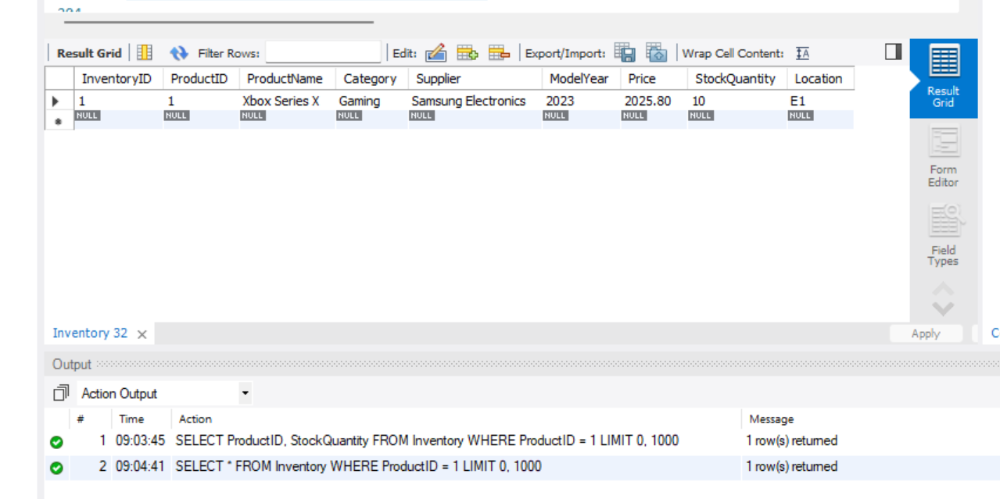 Result Grid Filter Rows: Edit: Export/Import: Wrap Cell Content:
InventoryID ProductID ProductName Category Supplier ModelYear Price StockQuantity Location
1 1 Xbox Series X Gaming Samsung Electronics 2023 2025.80 10 E1
NULL NULL NULL NULL NULL NULL NULL NULL NULL
Result
Grid
Form
Editor
Field
Types
Inventory 32
Apply
Output
Action Output
# Time Action Message
1 09:03:45 SELECT ProductID, StockQuantity FROM Inventory WHERE ProductID = 1 LIMIT 0, 1000 1 row(s) returned
2 09:04:41 SELECT * FROM Inventory WHERE ProductID = 1 LIMIT 0, 1000 1 row(s) returned